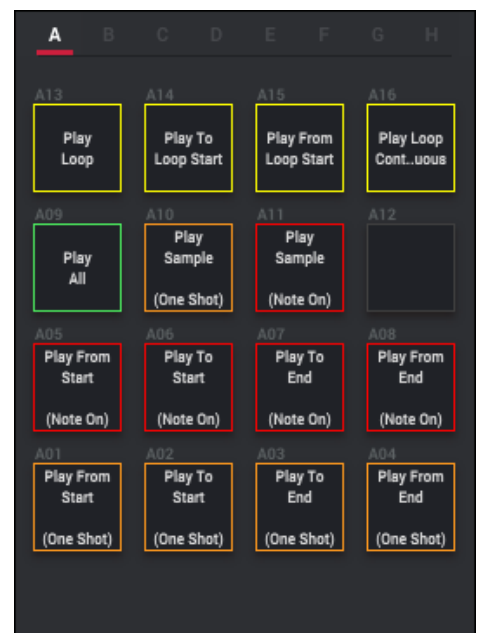 A B C D E F G H
A13 A14 A15 A16
Play Loop
Play To Loop Start
Play From Loop Start
Play Loop Cont..uous
A09 A10 A11 A12
Play All
Play Sample (One Shot)
Play Sample (Note On)
A05 A06 A07 A08
Play From Start (Note On)
Play To Start (Note On)
Play To End (Note On)
Play From End (Note On)
A01 A02 A03 A04
Play From Start (One Shot)
Play To Start (One Shot)
Play To End (One Shot)
Play From End (One Shot)